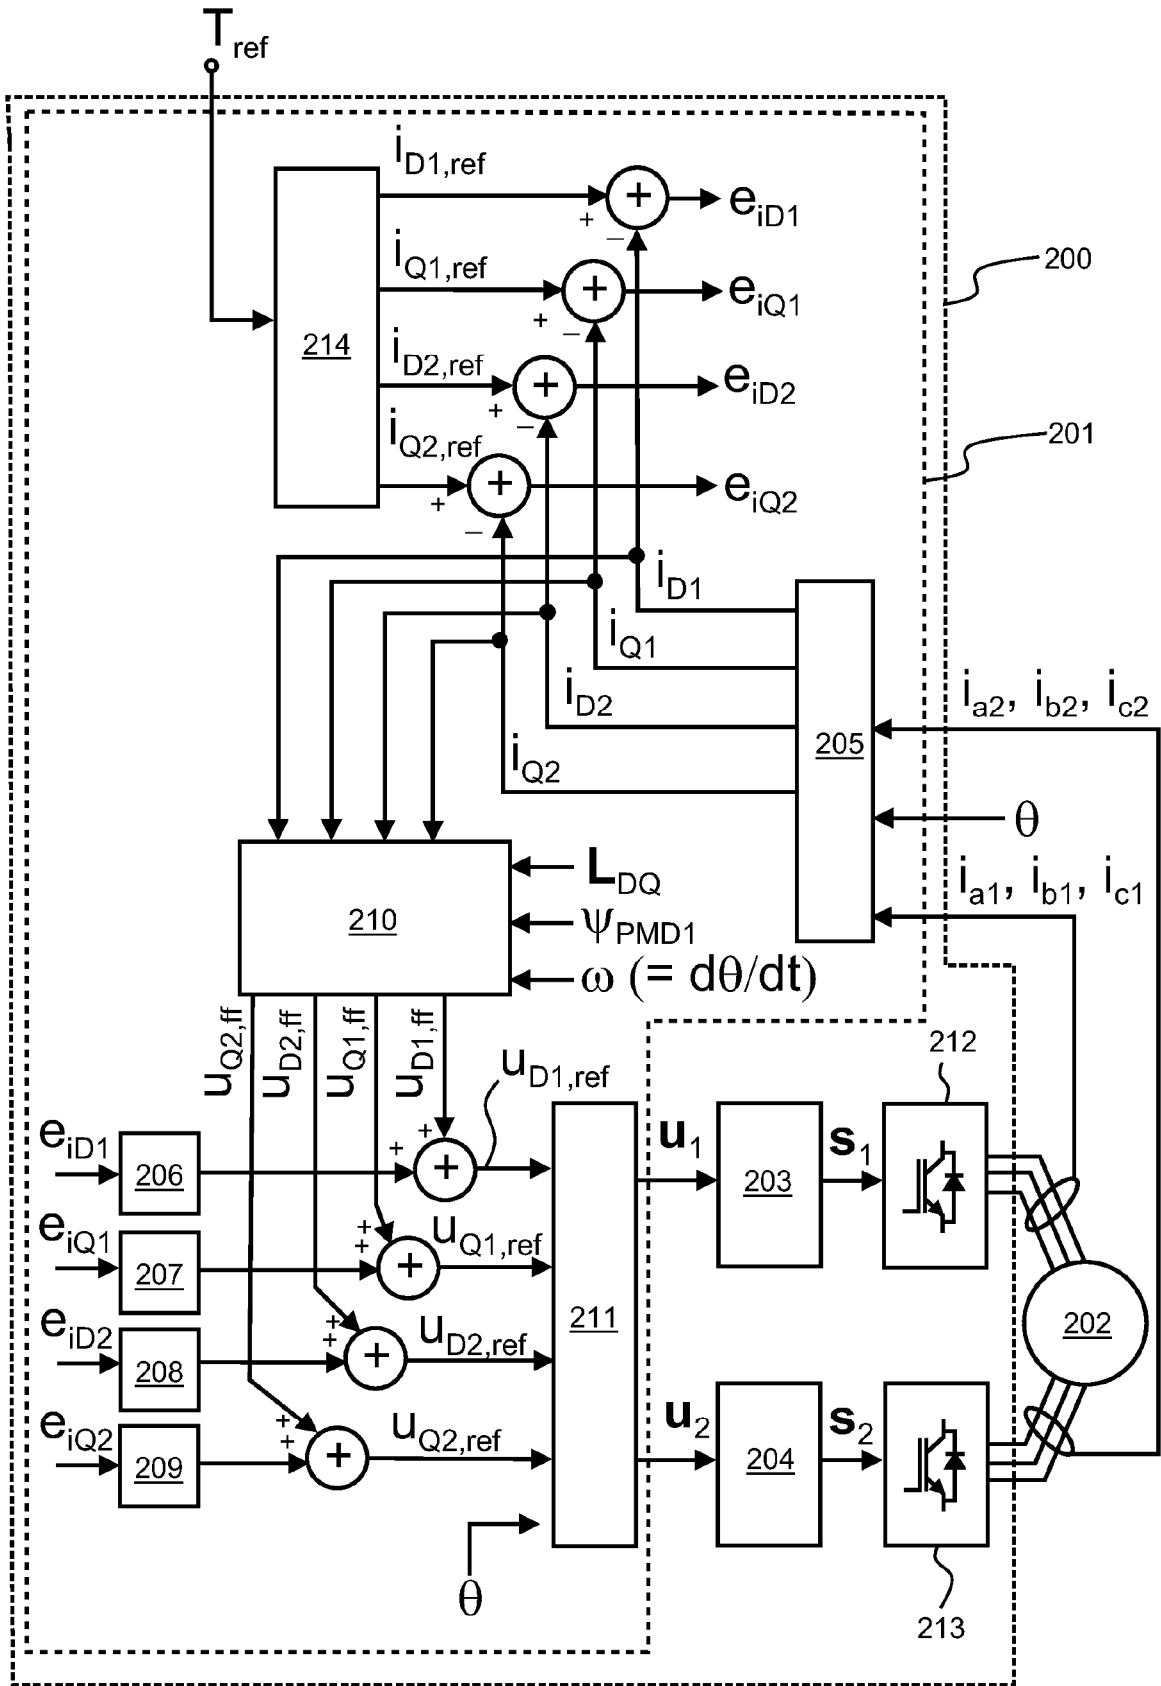 T_ref
i_D1,ref
+
+
−
e_iD1
i_Q1,ref
+
+
−
e_iQ1
200
214
i_D2,ref
+
+
−
e_iD2
i_Q2,ref
+
+
−
e_iQ2
201
i_D1
i_Q1
i_D2
i_Q2
205
i_a2, i_b2, i_c2
θ
i_a1, i_b1, i_c1
210
L_DQ
ψ_PMD1
ω (= dθ/dt)
u_Q2,ff
u_D2,ff
u_Q1,ff
u_D1,ff
u_D1,ref
212
e_iD1
206
+
+
+
u_1
203
s_1
e_iQ1
207
+
+
+
u_Q1,ref
211
202
e_iD2
208
+
+
+
u_D2,ref
e_iQ2
209
+
+
+
u_Q2,ref
u_2
204
s_2
θ
213